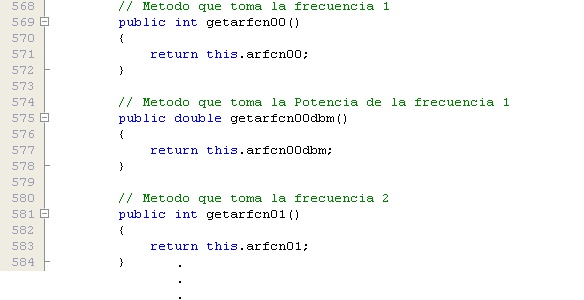 568 // Metodo que toma la frecuencia 1
569 public int getarfcn00()
570 {
571 return this.arfcn00;
572 }
573
574 // Metodo que toma la Potencia de la frecuencia 1
575 public double getarfcn00dbm()
576 {
577 return this.arfcn00dbm;
578 }
579
580 // Metodo que toma la frecuencia 2
581 public int getarfcn01()
582 {
583 return this.arfcn01;
584 }
.
.
.